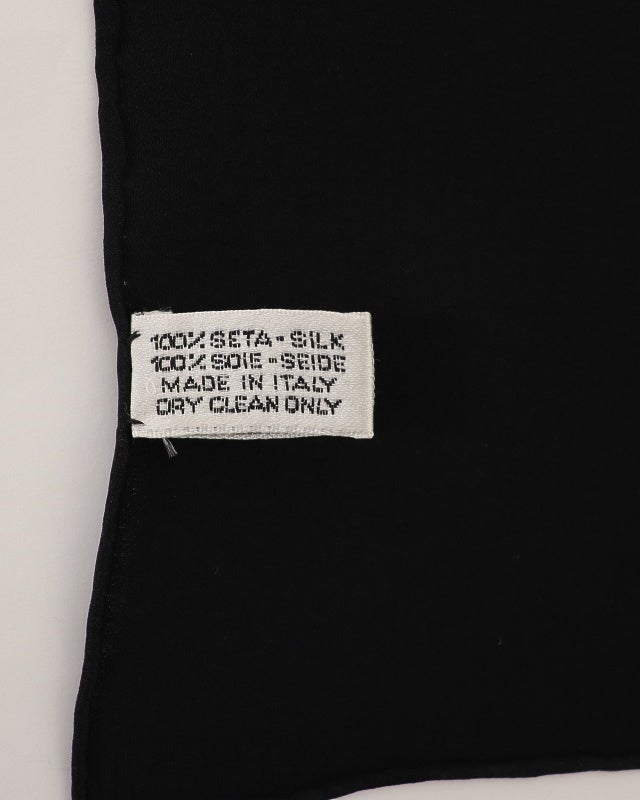 100% SETA - SILK
100% SOIE - SEIDE
MADE IN ITALY
DRY CLEAN ONLY